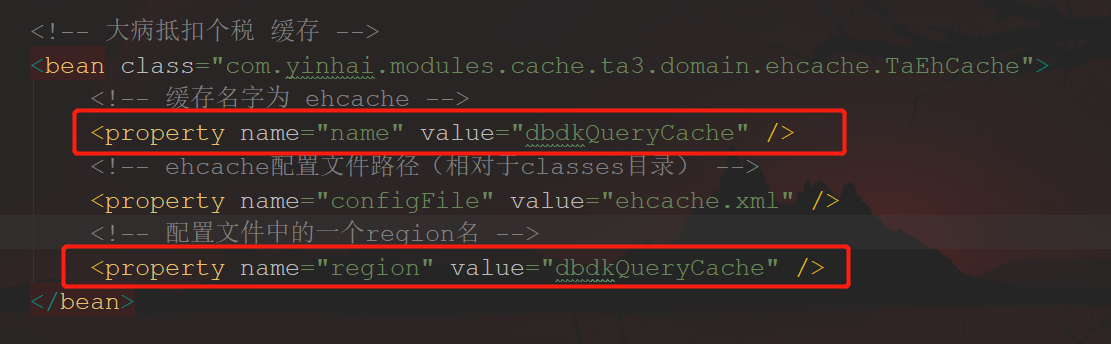 <!-- 大病抵扣个税 缓存 -->
<bean class="com.yinhai.modules.cache.ta3.domain.ehcache.TaEhCache">
<!-- 缓存名字为 ehcache -->
<property name="name" value="dbdkQueryCache" />
<!-- ehcache配置文件路径（相对于classes目录） -->
<property name="configFile" value="ehcache.xml" />
<!-- 配置文件中的一个region名 -->
<property name="region" value="dbdkQueryCache" />
</bean>